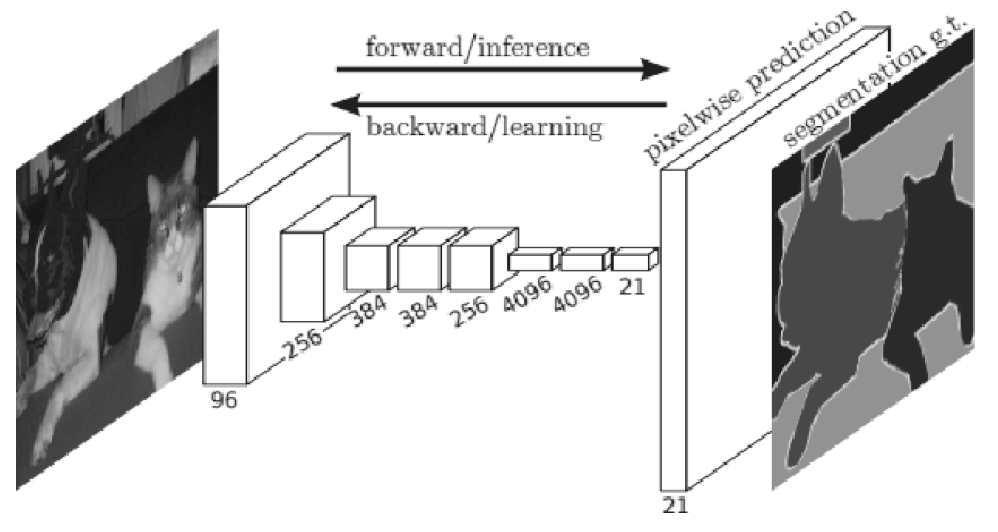 forward/inference
backward/learning
pixelwise prediction
segmentation g.t.
96
256
384
384
256
4096
4096
21
21